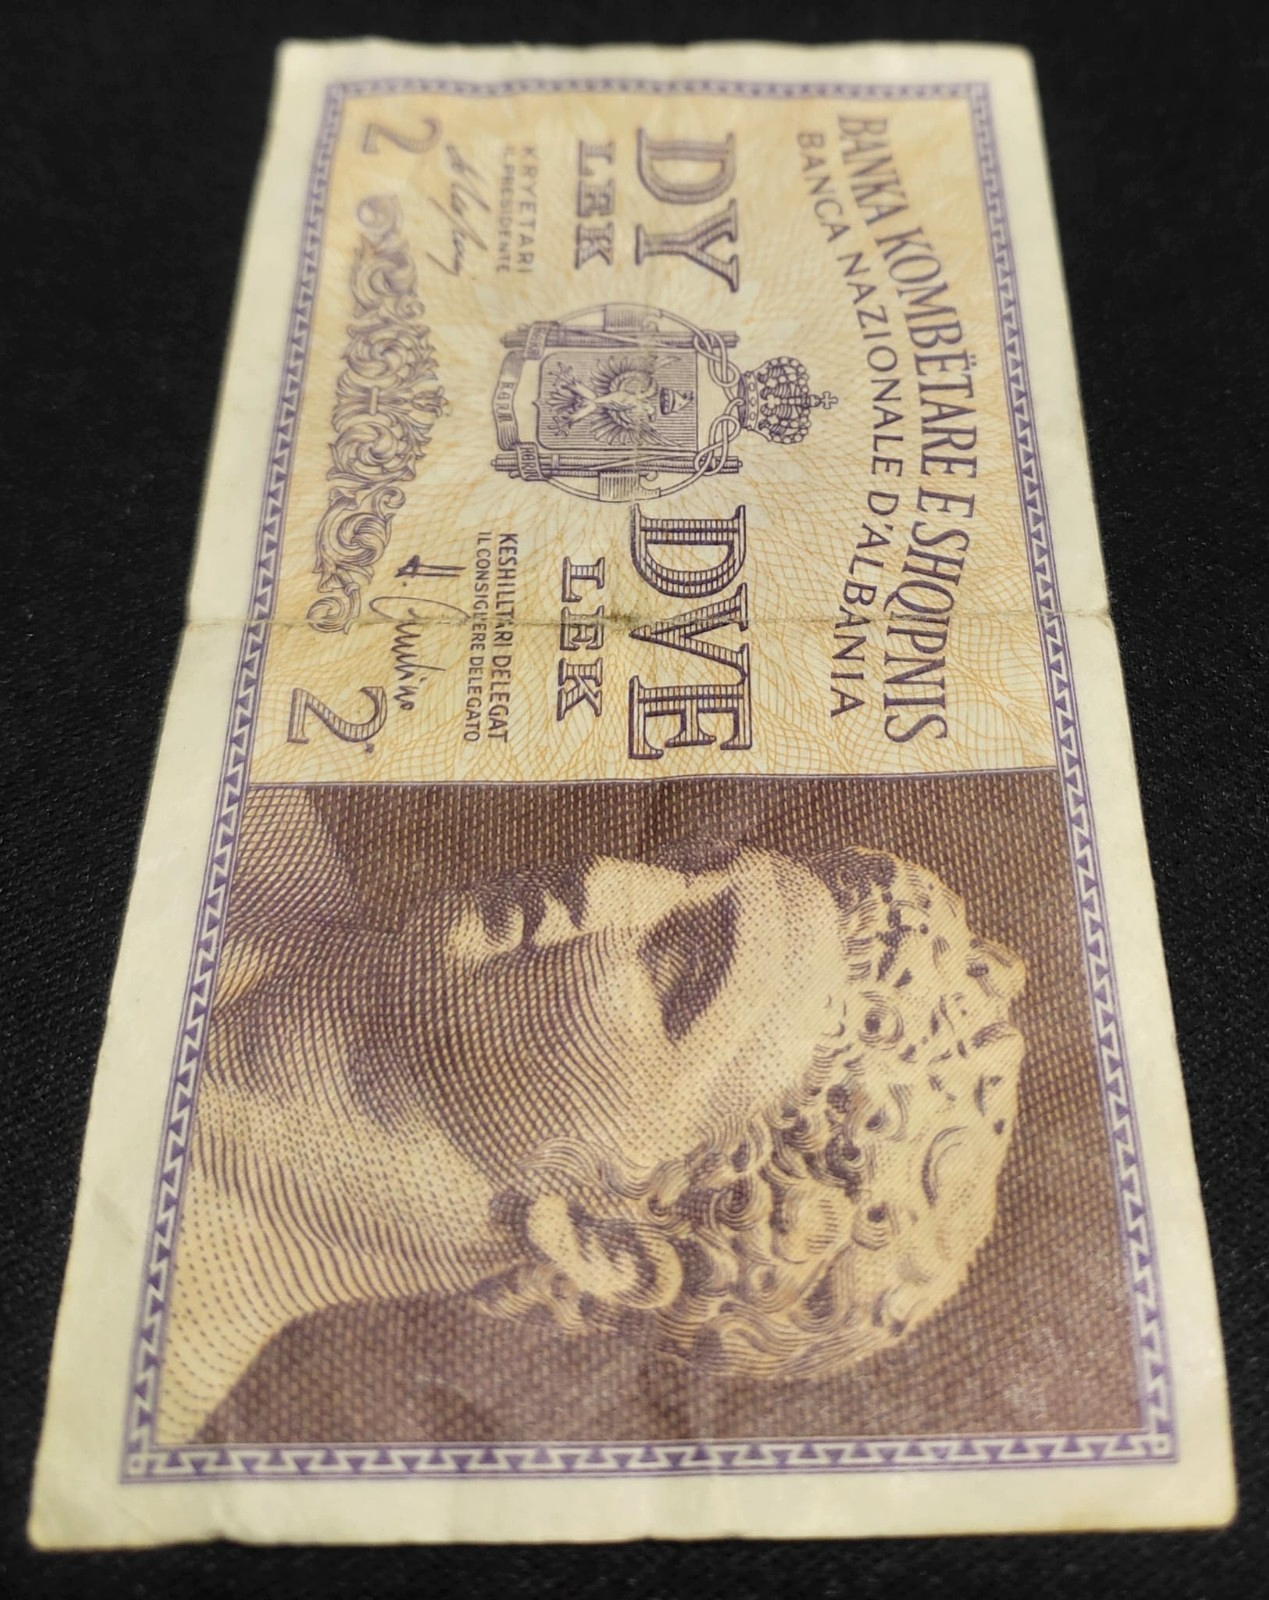 BANKA KOMBËTARE E SHQIPNIS
BANCA NAZIONALE D'ALBANIA
DY DVE
LEK LEK
KRYETARI
IL PRESIDENTE
KESHILLTARI DELEGAT
IL CONSIGLIERE DELEGATO
2 2